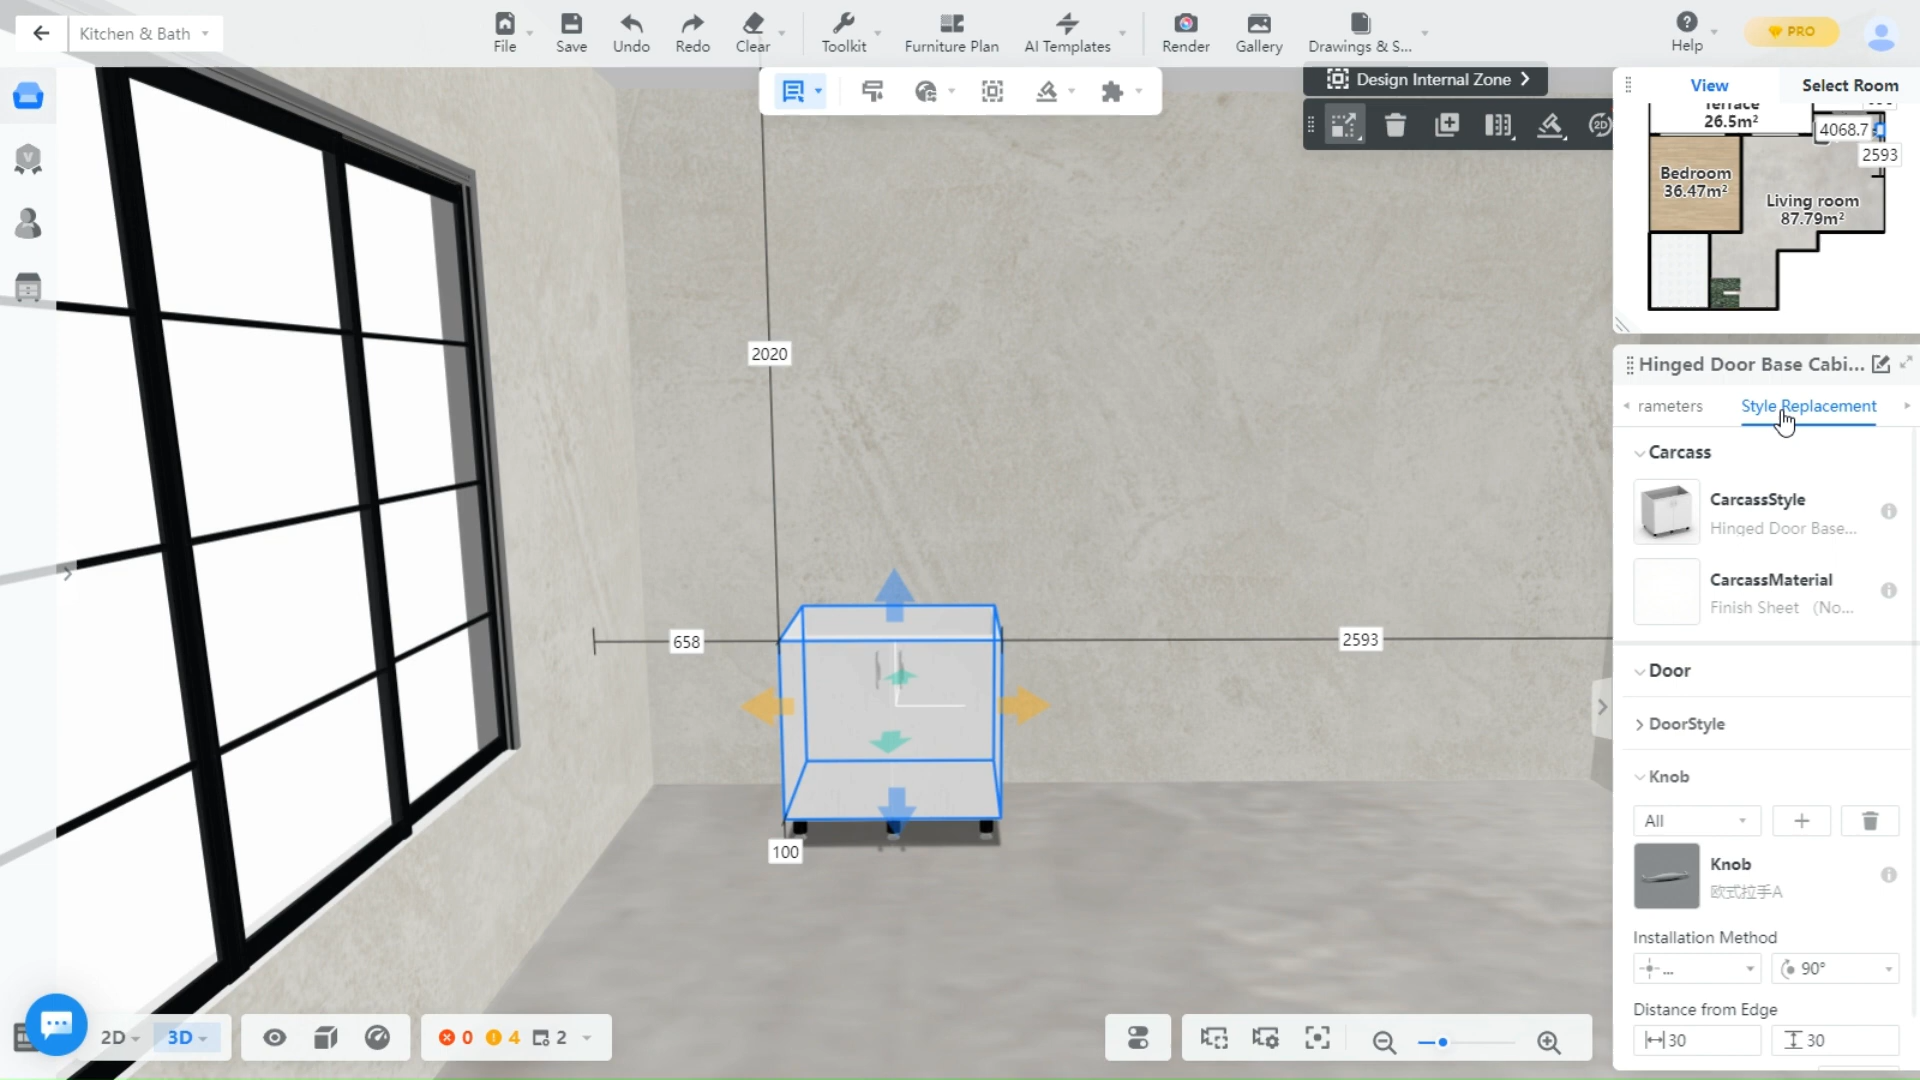 Kitchen & Bath
File
Save
Undo
Redo
Clear
Toolkit
Furniture Plan
AI Templates
Render
Gallery
Drawings & S...
Help
PRO
Design Internal Zone
2D
View
Select Room
Terrace
26.5m²
4068.7
2593
Bedroom
36.47m²
Living room
87.79m²
2020
658
2593
100
Hinged Door Base Cabi...
rameters
Style Replacement
Carcass
CarcassStyle
Hinged Door Base...
CarcassMaterial
Finish Sheet （No...
Door
DoorStyle
Knob
All
Knob
欧式拉手A
Installation Method
...
90°
Distance from Edge
30
30
2D
3D
0
4
2